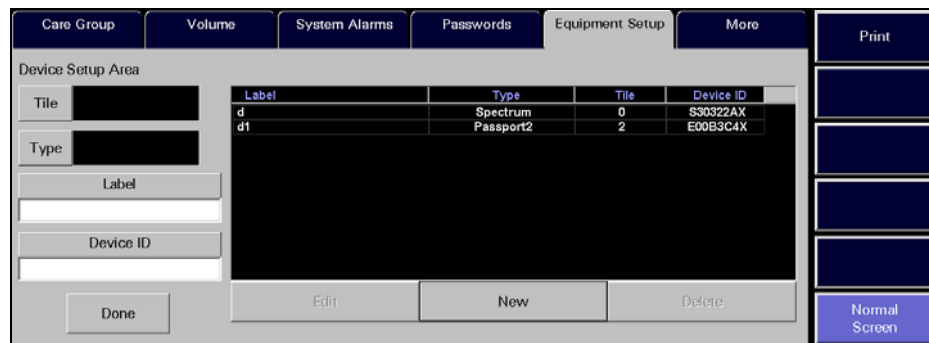 Care Group Volume System Alarms Passwords Equipment Setup More Print
Device Setup Area
Label Type Tile Device ID
Tile
d Spectrum 0 S30322AX
d1 Passport2 2 E00B3C4X
Type
Label
Device ID
Edit New Delete
Done
Normal
Screen